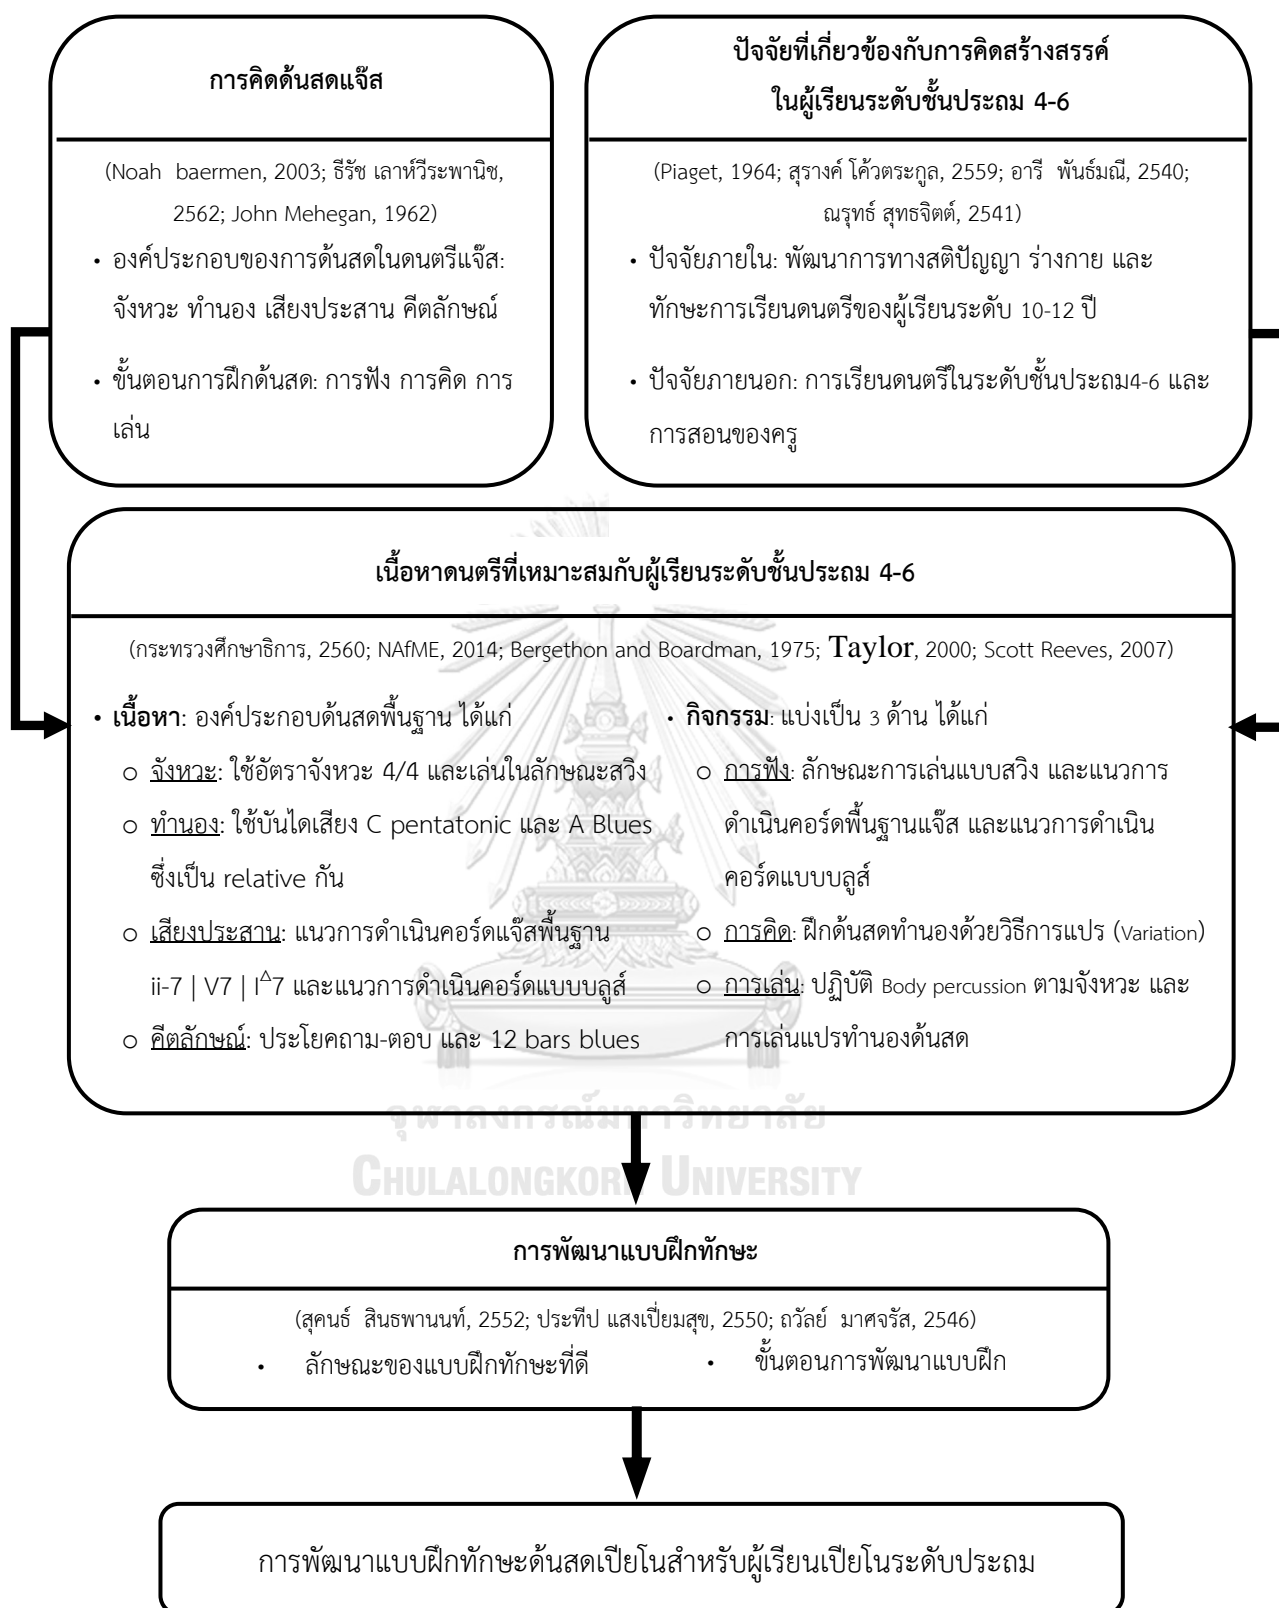 การคิดด้นสดแจ๊ส
(Noah baermen, 2003; ธีรัช เลาห์วีระพานิช,
2562; John Mehegan, 1962)
• องค์ประกอบของการด้นสดในดนตรีแจ๊ส:
จังหวะ ทำนอง เสียงประสาน คีตลักษณ์
• ขั้นตอนการฝึกด้นสด: การฟัง การคิด การ
เล่น
ปัจจัยที่เกี่ยวข้องกับการคิดสร้างสรรค์
ในผู้เรียนระดับชั้นประถม 4-6
(Piaget, 1964; สุรางค์ โค้วตระกูล, 2559; อารี พันธ์มณี, 2540;
ณรุทธ์ สุทธจิตต์, 2541)
• ปัจจัยภายใน: พัฒนาการทางสติปัญญา ร่างกาย และ
ทักษะการเรียนดนตรีของผู้เรียนระดับ 10-12 ปี
• ปัจจัยภายนอก: การเรียนดนตรีในระดับชั้นประถม4-6 และ
การสอนของครู
เนื้อหาดนตรีที่เหมาะสมกับผู้เรียนระดับชั้นประถม 4-6
(กระทรวงศึกษาธิการ, 2560; NAfME, 2014; Bergethon and Boardman, 1975; Taylor, 2000; Scott Reeves, 2007)
• เนื้อหา: องค์ประกอบด้นสดพื้นฐาน ได้แก่
o จังหวะ: ใช้อัตราจังหวะ 4/4 และเล่นในลักษณะสวิง
o ทำนอง: ใช้บันไดเสียง C pentatonic และ A Blues
ซึ่งเป็น relative กัน
o เสียงประสาน: แนวการดำเนินคอร์ดแจ๊สพื้นฐาน
ii-7 | V7 | I△7 และแนวการดำเนินคอร์ดแบบบลูส์
o คีตลักษณ์: ประโยคถาม-ตอบ และ 12 bars blues
• กิจกรรม: แบ่งเป็น 3 ด้าน ได้แก่
o การฟัง: ลักษณะการเล่นแบบสวิง และแนวการ
ดำเนินคอร์ดพื้นฐานแจ๊ส และแนวการดำเนิน
คอร์ดแบบบลูส์
o การคิด: ฝึกด้นสดทำนองด้วยวิธีการแปร (Variation)
o การเล่น: ปฏิบัติ Body percussion ตามจังหวะ และ
การเล่นแปรทำนองด้นสด
จุฬาลงกรณ์มหาวิทยาลัย
CHULALONGKORN UNIVERSITY
การพัฒนาแบบฝึกทักษะ
(สุคนธ์ สินธพานนท์, 2552; ประทีป แสงเปี่ยมสุข, 2550; ถวัลย์ มาศจรัส, 2546)
• ลักษณะของแบบฝึกทักษะที่ดี
• ขั้นตอนการพัฒนาแบบฝึก
การพัฒนาแบบฝึกทักษะด้นสดเปียโนสำหรับผู้เรียนเปียโนระดับประถม